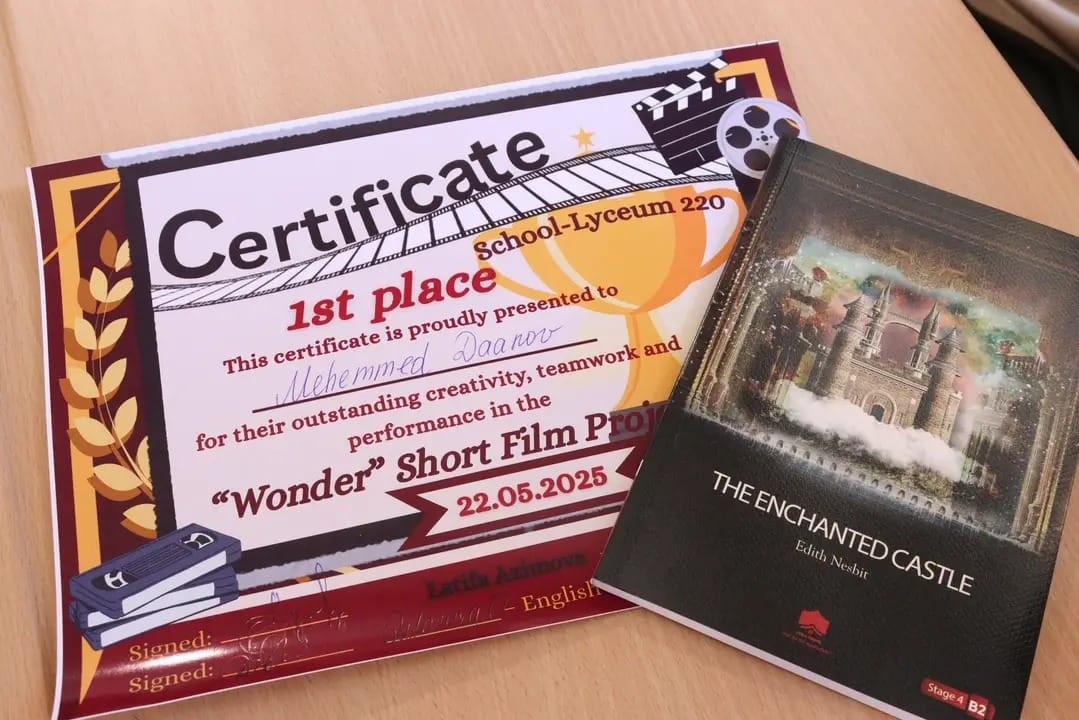 Certificate
School-Lyceum 220
1st place
This certificate is proudly presented to
Mehemmed Daanov
for their outstanding creativity, teamwork and
performance in the
"Wonder" Short Film
22.05.2025
Latifa Azimova
Signed: – English
Signed:
THE ENCHANTED CASTLE
Edith Nesbit
Stage 4 B2